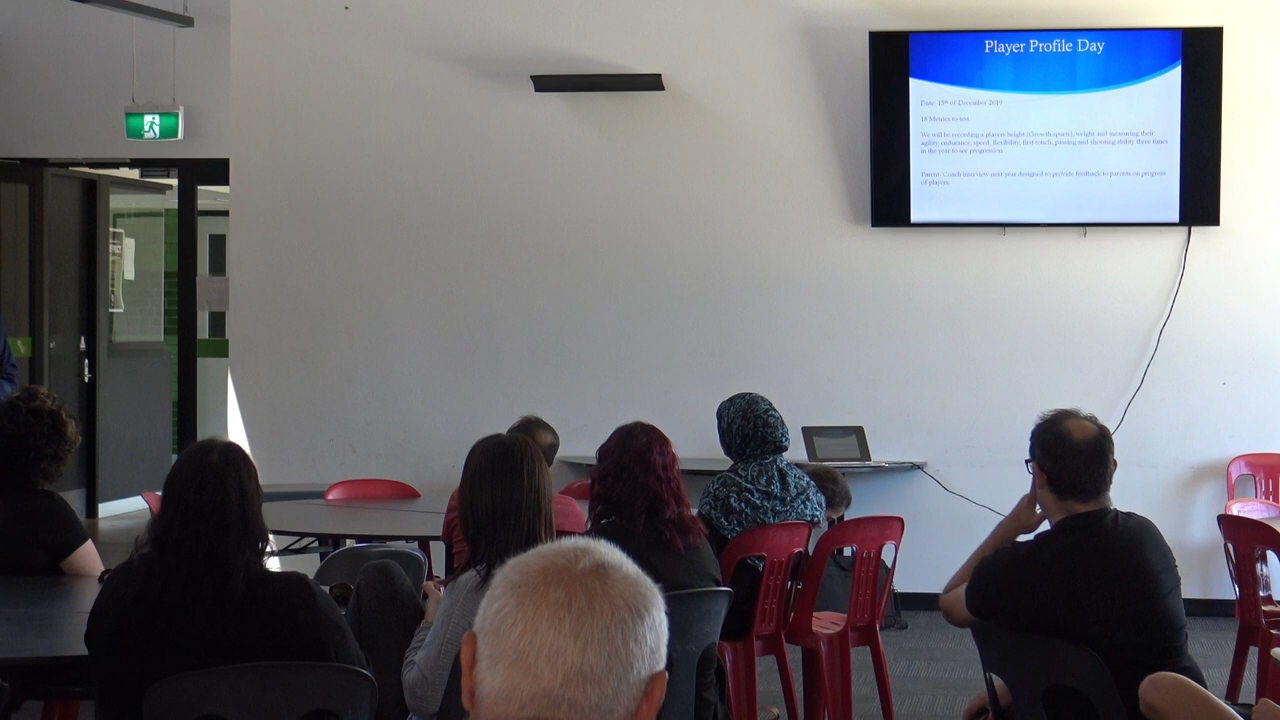 Player Profile Day
Date: 15th of December 2019
18 Metrics to test.
We will be recording a players height (Growth spurts), weight and measuring their
agility, endurance, speed, flexibility, first touch, passing and shooting ability three times
in the year to see progression
Parent: Coach interview next year designed to provide feedback to parents on progress
of players.